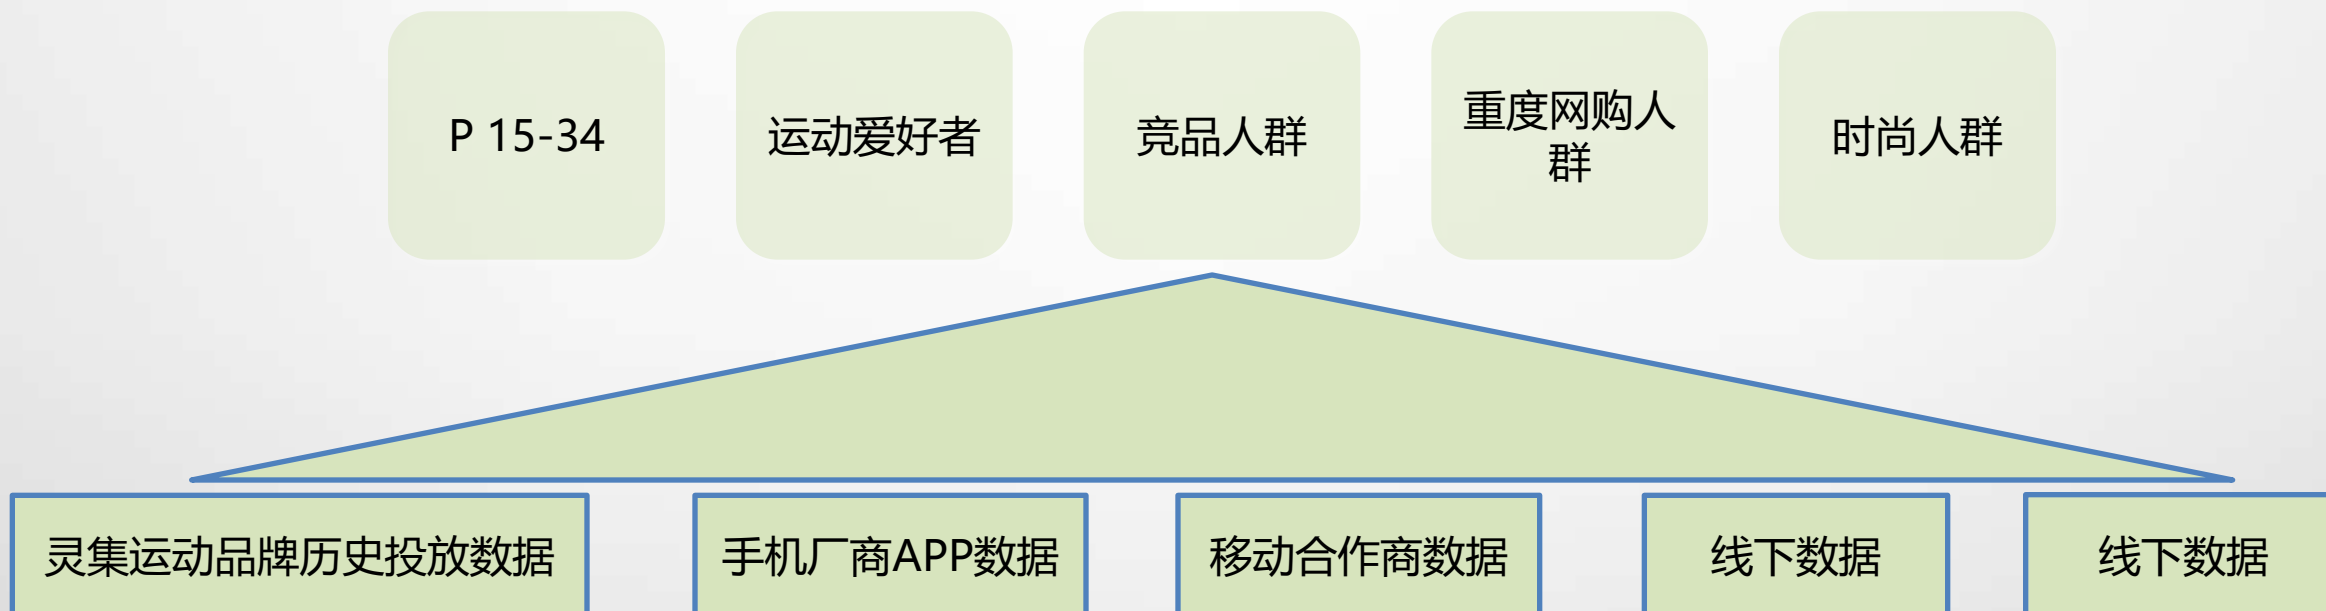 P 15-34
运动爱好者
竞品人群
重度网购人
群
时尚人群
灵集运动品牌历史投放数据
手机厂商APP数据
移动合作商数据
线下数据
线下数据